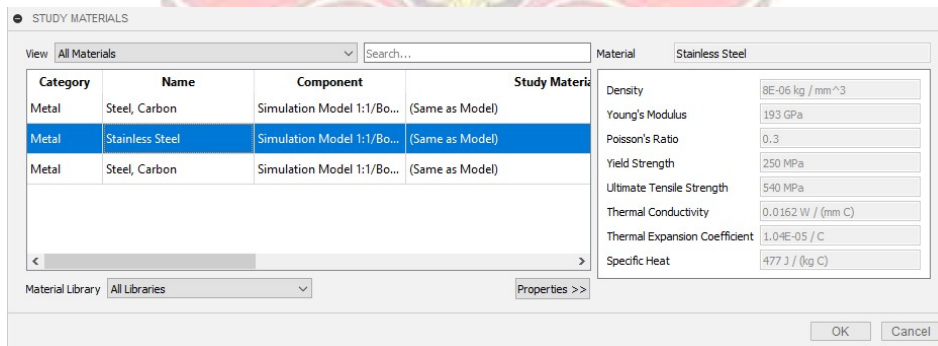 STUDY MATERIALS
View All Materials Search... Material Stainless Steel
Category Name Component Study Materia
Metal Steel, Carbon Simulation Model 1:1/Bo... (Same as Model)
Metal Stainless Steel Simulation Model 1:1/Bo... (Same as Model)
Metal Steel, Carbon Simulation Model 1:1/Bo... (Same as Model)
Density 8E-06 kg / mm^3
Young's Modulus 193 GPa
Poisson's Ratio 0.3
Yield Strength 250 MPa
Ultimate Tensile Strength 540 MPa
Thermal Conductivity 0.0162 W / (mm C)
Thermal Expansion Coefficient 1.04E-05 / C
Specific Heat 477 J / (kg C)
Material Library All Libraries Properties >>
OK Cancel